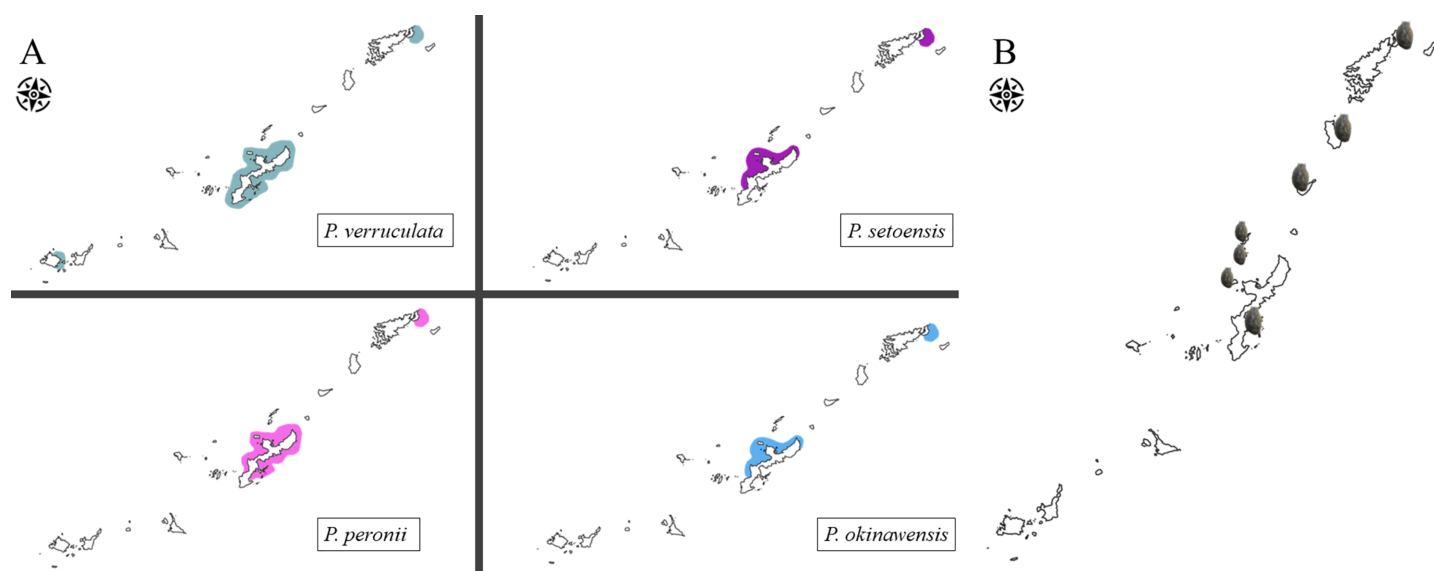 A
P. verruculata
P. setoensis
P. peronii
P. okinawensis
B